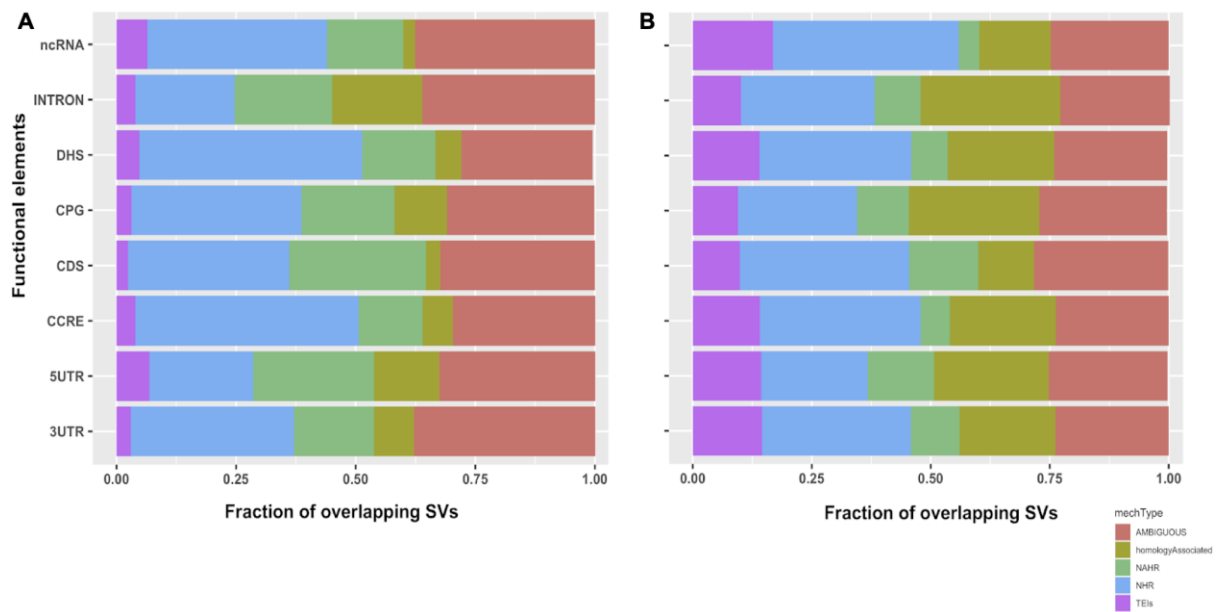 A
B
Functional elements
ncRNA
INTRON
DHS
CPG
CDS
CCRE
5UTR
3UTR
0.00 0.25 0.50 0.75 1.00
0.00 0.25 0.50 0.75 1.00
Fraction of overlapping SVs
Fraction of overlapping SVs
mechType
AMBIGUOUS
homologyAssociated
NAHR
NHR
TEIs